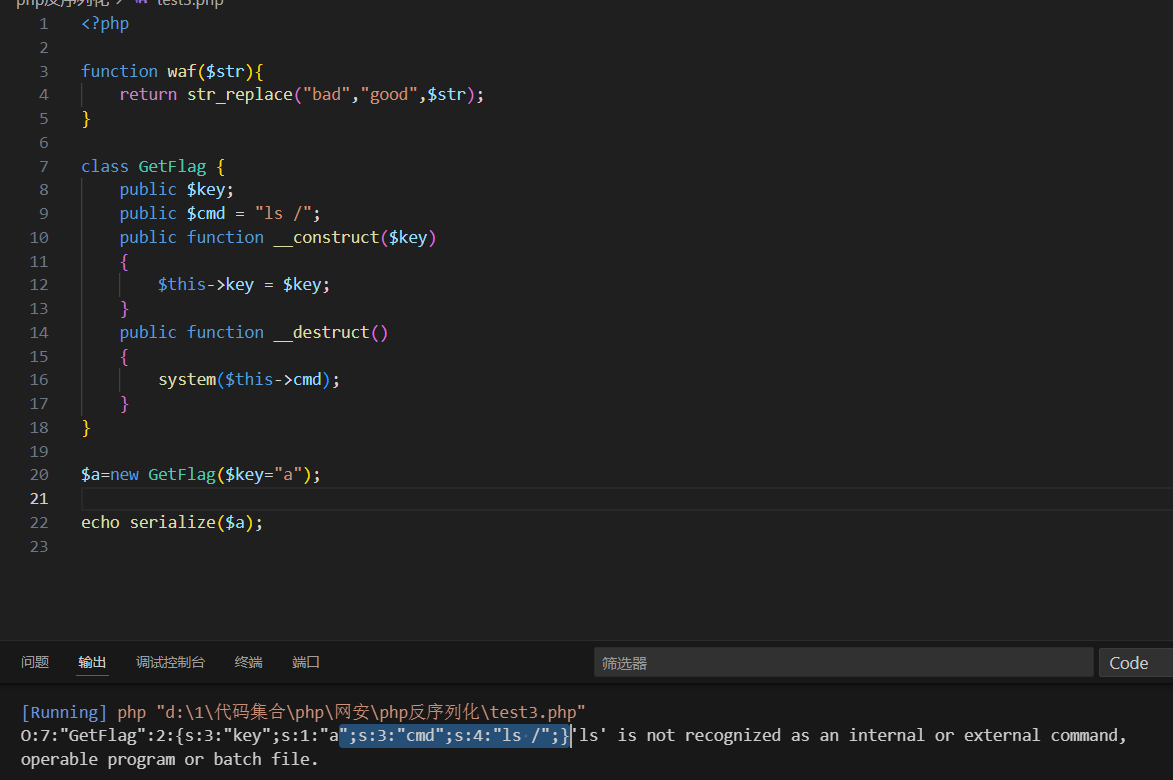 php反序列化 > test3.php
1 <?php
2
3 function waf($str){
4     return str_replace("bad","good",$str);
5 }
6
7 class GetFlag {
8     public $key;
9     public $cmd = "ls /";
10     public function __construct($key)
11     {
12         $this->key = $key;
13     }
14     public function __destruct()
15     {
16         system($this->cmd);
17     }
18 }
19
20 $a=new GetFlag($key="a");
21
22 echo serialize($a);
23
问题 输出 调试控制台 终端 端口 筛选器 Code
[Running] php "d:\1\代码集合\php\网安\php反序列化\test3.php"
O:7:"GetFlag":2:{s:3:"key";s:1:"a";s:3:"cmd";s:4:"ls /";}'ls' is not recognized as an internal or external command,
operable program or batch file.